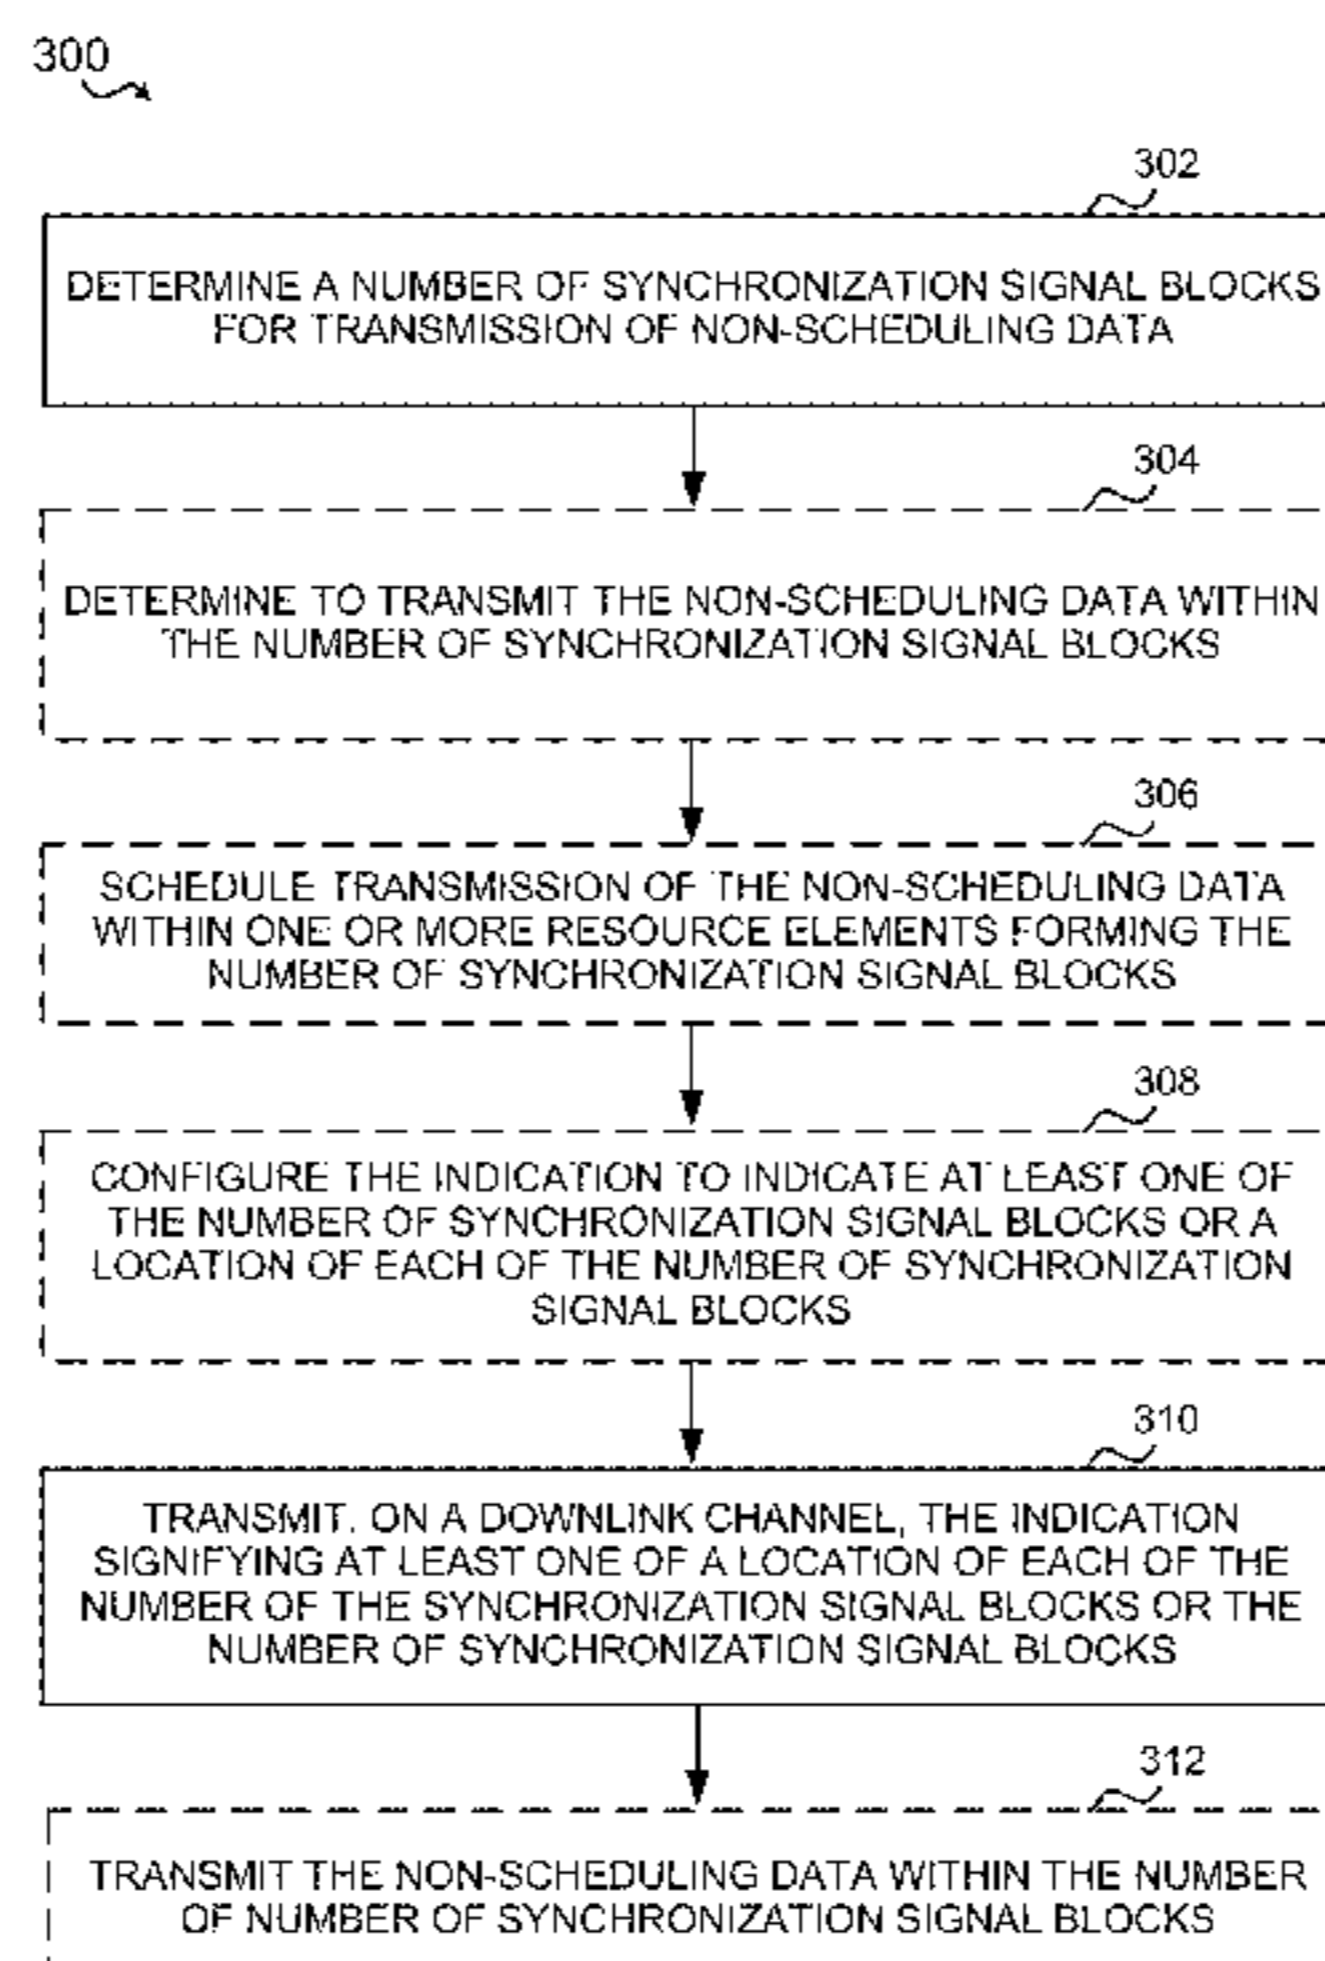 300
302
DETERMINE A NUMBER OF SYNCHRONIZATION SIGNAL BLOCKS
FOR TRANSMISSION OF NON-SCHEDULING DATA
304
DETERMINE TO TRANSMIT THE NON-SCHEDULING DATA WITHIN
THE NUMBER OF SYNCHRONIZATION SIGNAL BLOCKS
306
SCHEDULE TRANSMISSION OF THE NON-SCHEDULING DATA
WITHIN ONE OR MORE RESOURCE ELEMENTS FORMING THE
NUMBER OF SYNCHRONIZATION SIGNAL BLOCKS
308
CONFIGURE THE INDICATION TO INDICATE AT LEAST ONE OF
THE NUMBER OF SYNCHRONIZATION SIGNAL BLOCKS OR A
LOCATION OF EACH OF THE NUMBER OF SYNCHRONIZATION
SIGNAL BLOCKS
310
TRANSMIT, ON A DOWNLINK CHANNEL, THE INDICATION
SIGNIFYING AT LEAST ONE OF A LOCATION OF EACH OF THE
NUMBER OF THE SYNCHRONIZATION SIGNAL BLOCKS OR THE
NUMBER OF SYNCHRONIZATION SIGNAL BLOCKS
312
TRANSMIT THE NON-SCHEDULING DATA WITHIN THE NUMBER
OF NUMBER OF SYNCHRONIZATION SIGNAL BLOCKS